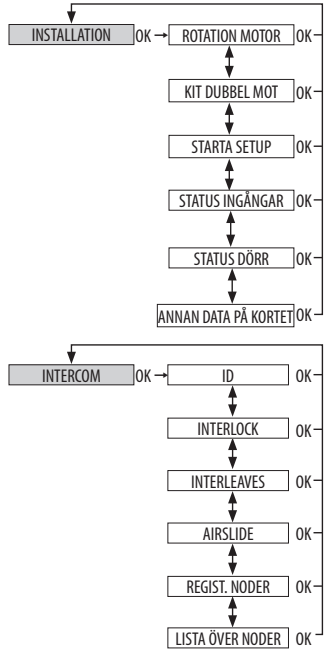 INSTALLATION OK ROTATION MOTOR OK
KIT DUBBEL MOT OK
STARTA SETUP OK
STATUS INGÅNGAR OK
STATUS DÖRR OK
ANNAN DATA PÅ KORTET OK
INTERCOM OK ID OK
INTERLOCK OK
INTERLEAVES OK
AIRSLIDE OK
REGIST. NODER OK
LISTA ÖVER NODER OK